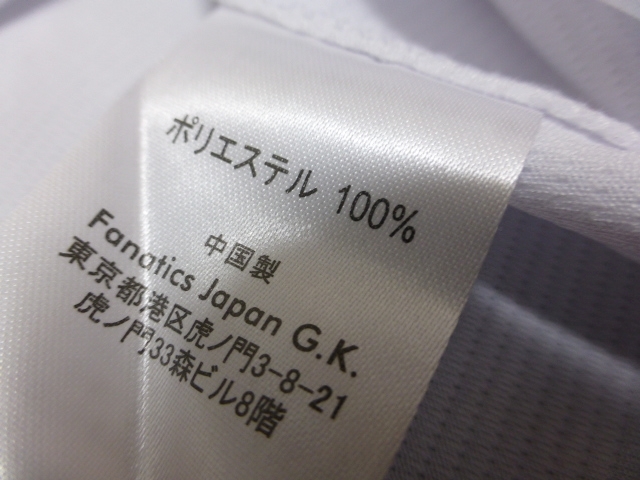 ポリエステル 100%
中国製
Fanatics Japan G.K.
東京都港区虎ノ門3-8-21
虎ノ門33森ビル8階